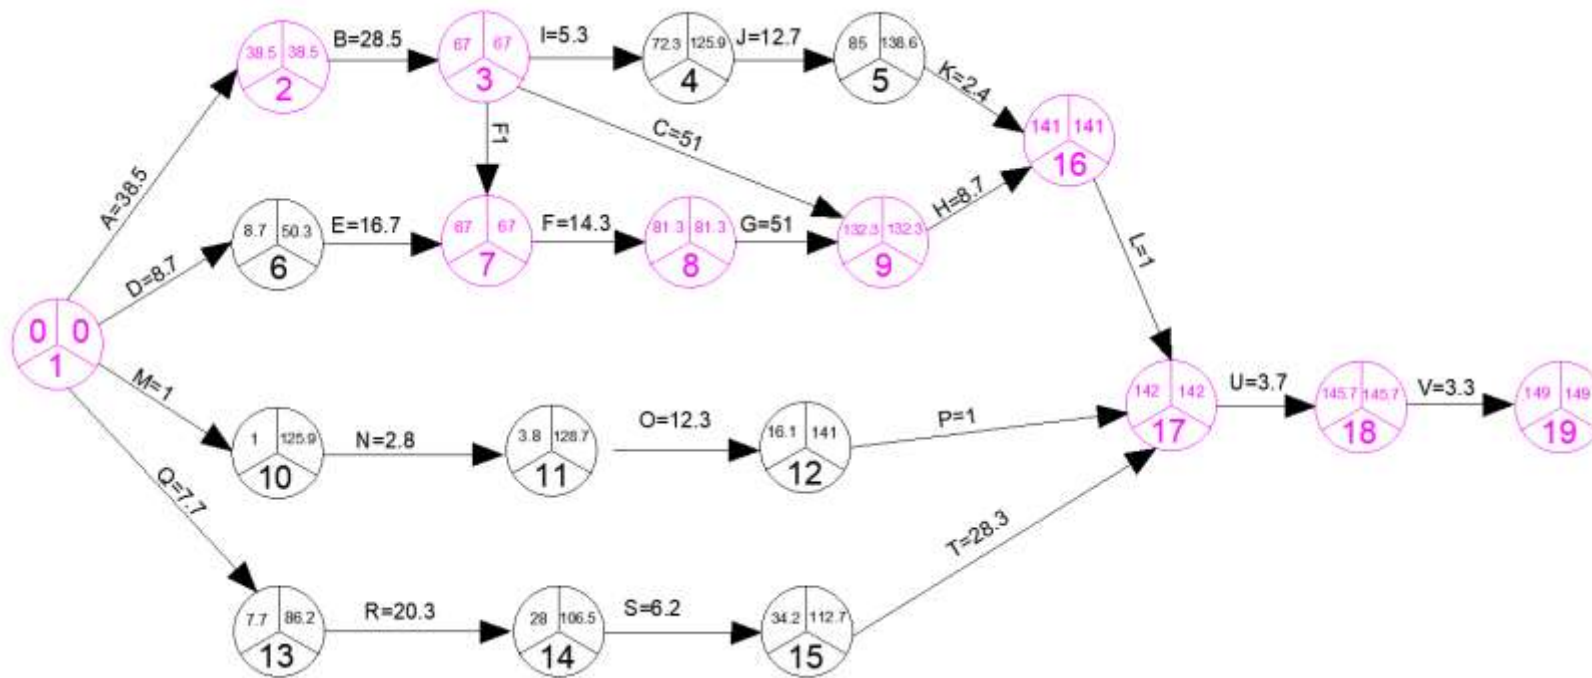 38.5 38.5
2
B=28.5
67 67
3
I=5.3
72.3 125.9
4
J=12.7
85 138.6
5
K=2.4
141 141
16
A=38.5
F1
C=51
H=8.7
L=1
8.7 50.3
6
E=16.7
67 67
7
F=14.3
81.3 81.3
8
G=51
132.3 132.3
9
D=8.7
0 0
1
M=1
1 125.9
10
N=2.8
3.8 128.7
11
O=12.3
16.1 141
12
P=1
142 142
17
U=3.7
145.7 145.7
18
V=3.3
149 149
19
Q=7.7
7.7 86.2
13
R=20.3
28 106.5
14
S=6.2
34.2 112.7
15
T=28.3